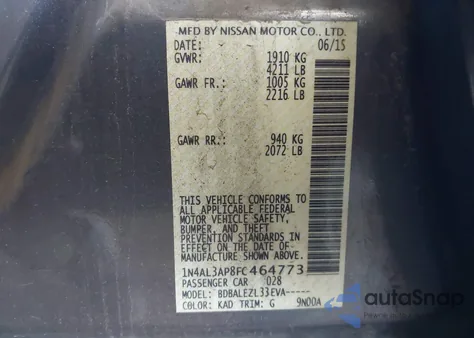 MFD BY NISSAN MOTOR CO., LTD.
DATE: 06/15
GVWR: 1910 KG
4211 LB
GAWR FR.: 1005 KG
2216 LB
GAWR RR.: 940 KG
2072 LB
THIS VEHICLE CONFORMS TO
ALL APPLICABLE FEDERAL
MOTOR VEHICLE SAFETY,
BUMPER, AND THEFT
PREVENTION STANDARDS IN
EFFECT ON THE DATE OF
MANUFACTURE SHOWN ABOVE.
1N4AL3AP8FC464773
PASSENGER CAR 028
MODEL: BDBALEZL33EVA-----
COLOR: KAD TRIM: G 9N00A
autoSnap